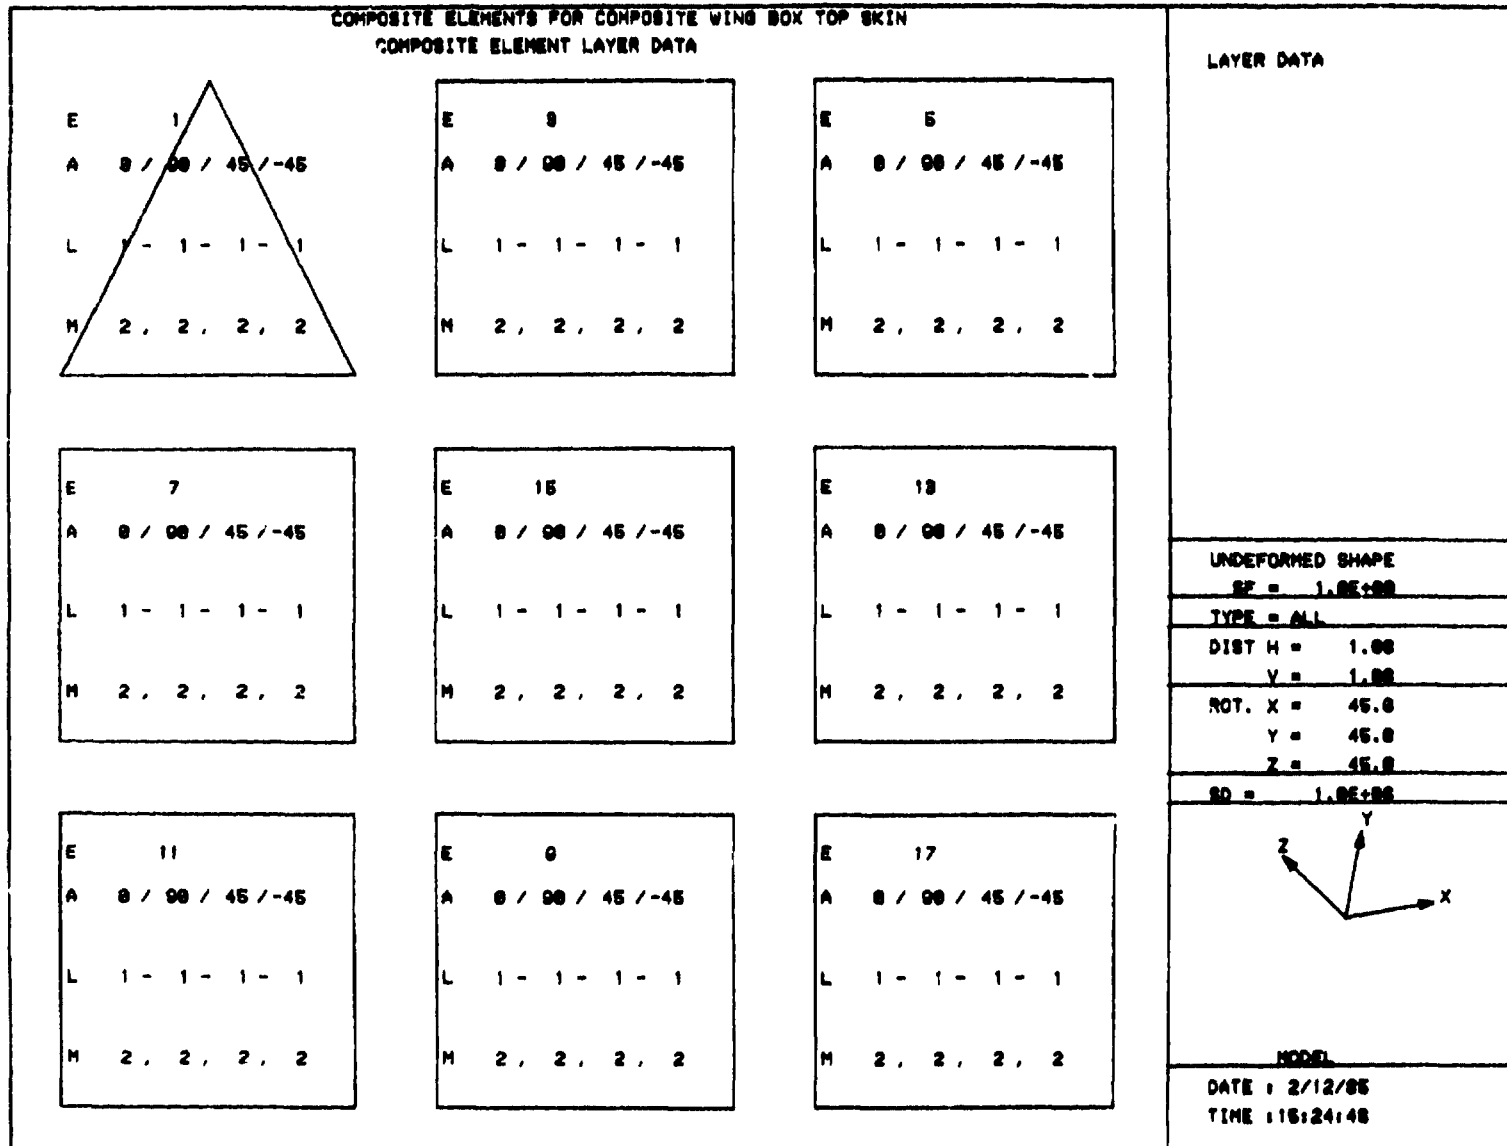 COMPOSITE ELEMENTS FOR COMPOSITE WING BOX TOP SKIN
COMPOSITE ELEMENT LAYER DATA
E 1
A 0 / 90 / 45 /-45
L 1 - 1 - 1 - 1
M 2 , 2 , 2 , 2
E 3
A 0 / 90 / 45 /-45
L 1 - 1 - 1 - 1
M 2 , 2 , 2 , 2
E 5
A 0 / 90 / 45 /-45
L 1 - 1 - 1 - 1
M 2 , 2 , 2 , 2
E 7
A 0 / 90 / 45 /-45
L 1 - 1 - 1 - 1
M 2 , 2 , 2 , 2
E 15
A 0 / 90 / 45 /-45
L 1 - 1 - 1 - 1
M 2 , 2 , 2 , 2
E 13
A 0 / 90 / 45 /-45
L 1 - 1 - 1 - 1
M 2 , 2 , 2 , 2
E 11
A 0 / 90 / 45 /-45
L 1 - 1 - 1 - 1
M 2 , 2 , 2 , 2
E 9
A 0 / 90 / 45 /-45
L 1 - 1 - 1 - 1
M 2 , 2 , 2 , 2
E 17
A 0 / 90 / 45 /-45
L 1 - 1 - 1 - 1
M 2 , 2 , 2 , 2
LAYER DATA
UNDEFORMED SHAPE
SF = 1.0E+00
TYPE = ALL
DIST H = 1.00
V = 1.00
ROT. X = 45.0
Y = 45.0
Z = 45.0
SD =
Y
Z
X
MODEL
DATE : 2/12/85
TIME :15:24: